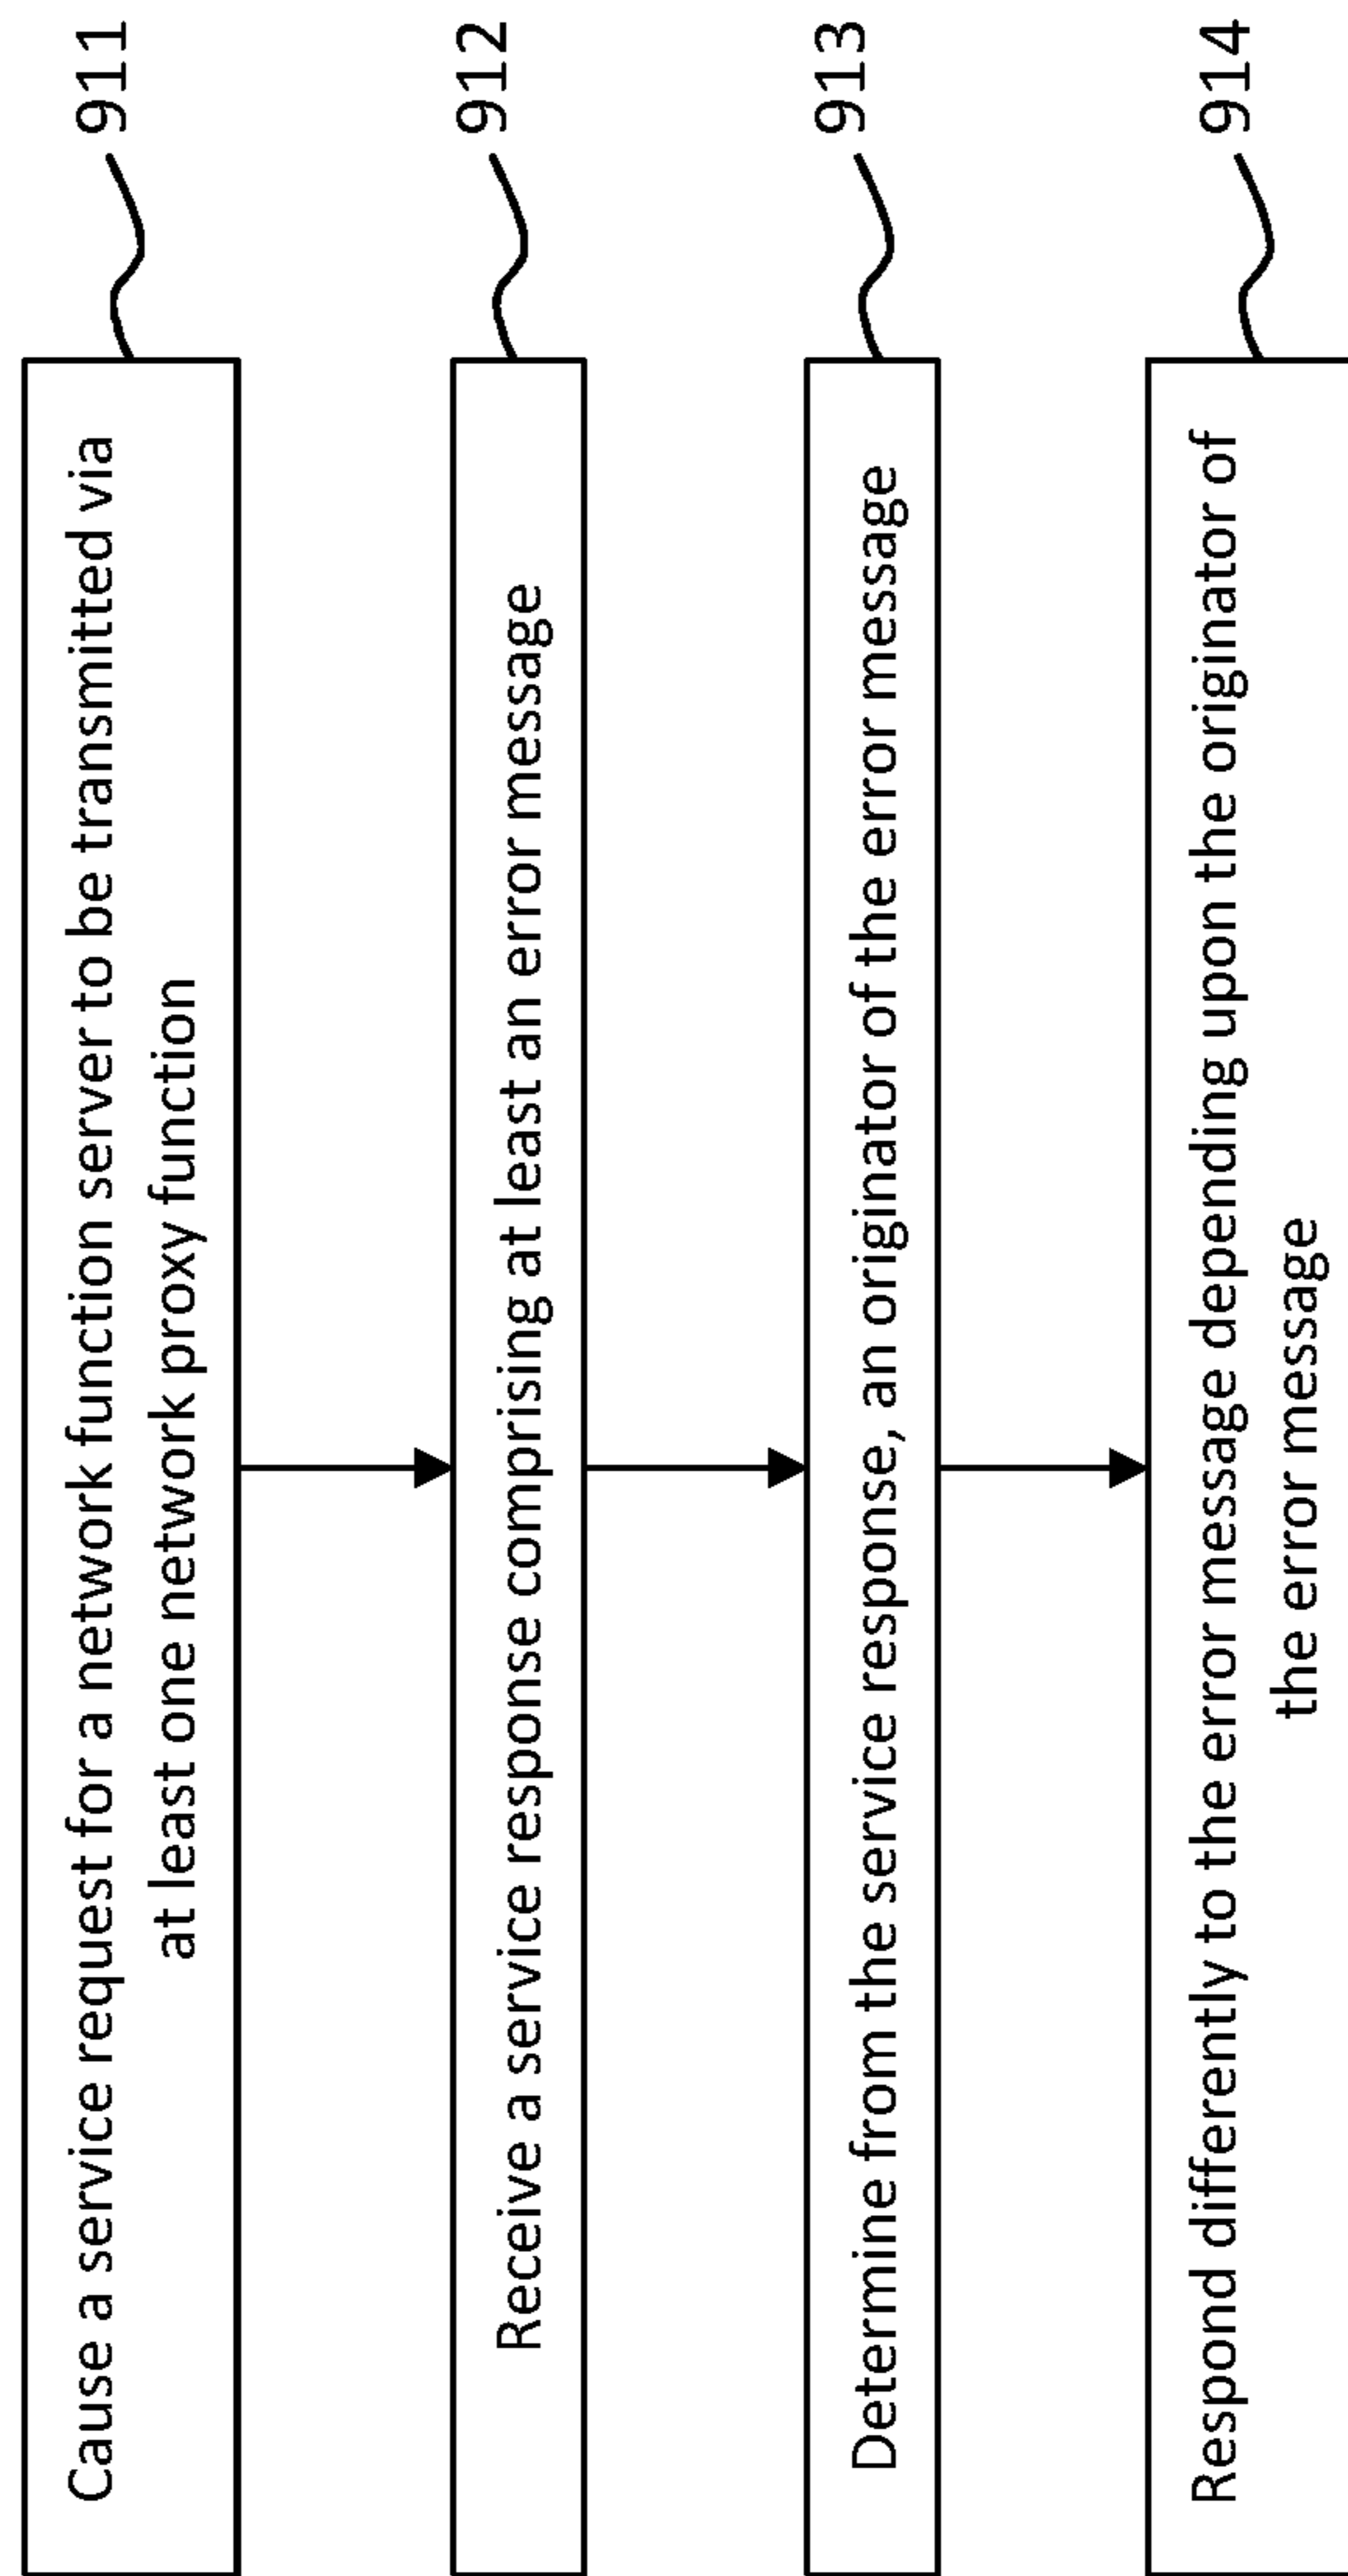 Cause a service request for a network function server to be transmitted via
at least one network proxy function
911
Receive a service response comprising at least an error message
912
Determine from the service response, an originator of the error message
913
Respond differently to the error message depending upon the originator of
the error message
914